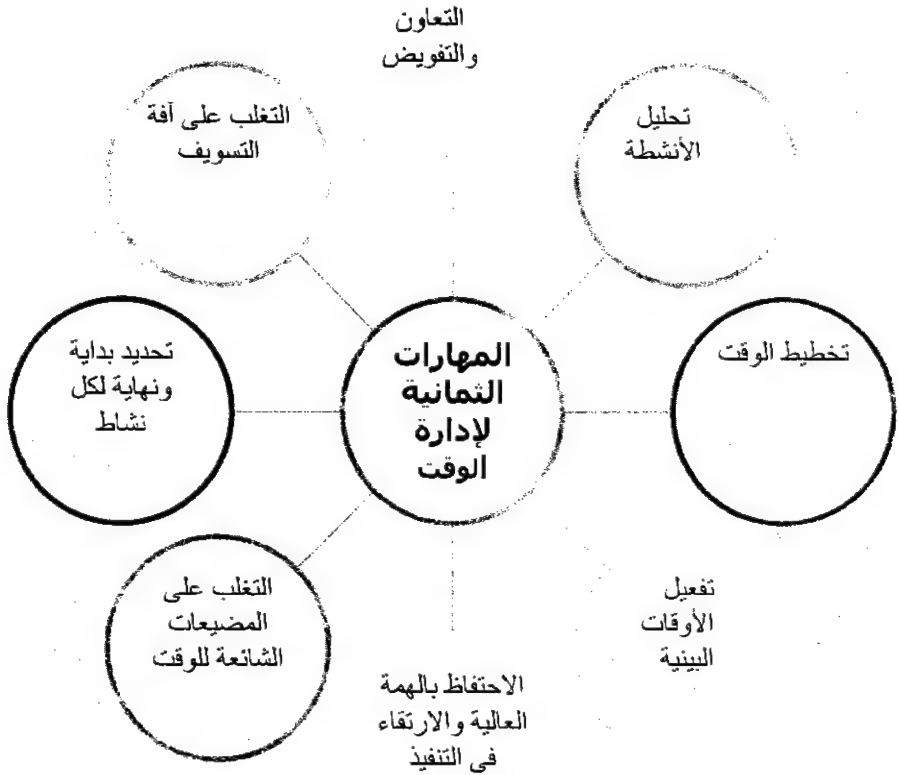 التعاون
والتفويض
تحليل
الأنشطة
التغلب على آفة
التسويف
تخطيط الوقت
المهارات
الثمانية
لإدارة
الوقت
تحديد بداية
ونهاية لكل
نشاط
تفعيل
الأوقات
البينية
التغلب على
المضيعات
الشائعة للوقت
الاحتفاظ بالهمة
العالية والارتقاء
فى التنفيذ